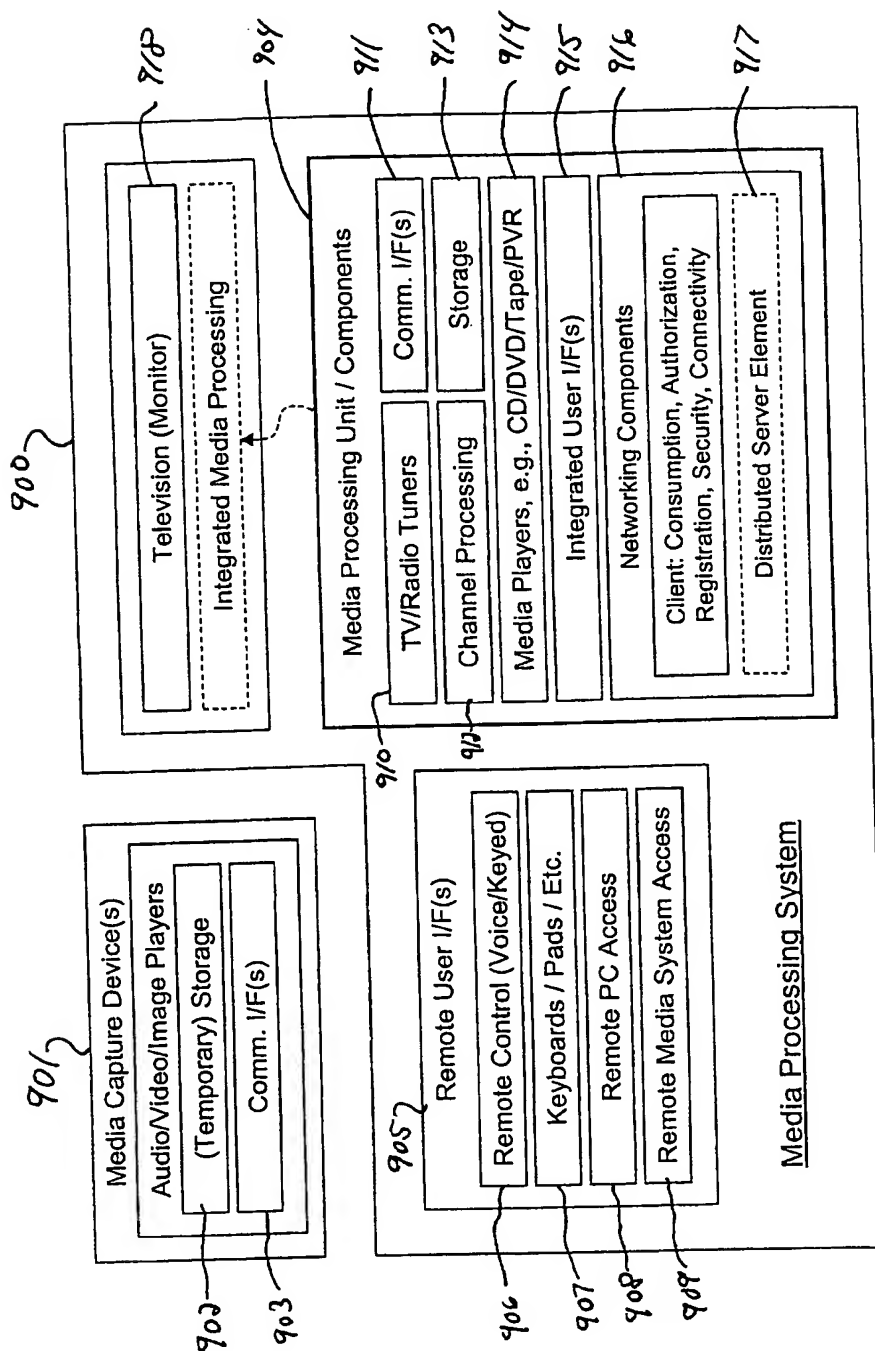 901
Media Capture Device(s)
Audio/Video/Image Players
(Temporary) Storage
Comm. I/F(s)
902
903
900
918
Television (Monitor)
Integrated Media Processing
904
Media Processing Unit / Components
910
TV/Radio Tuners
Comm. I/F(s)
911
912
Channel Processing
Storage
913
Media Players, e.g., CD/DVD/Tape/PVR
914
Integrated User I/F(s)
915
Networking Components
916
Client: Consumption, Authorization,
Registration, Security, Connectivity
Distributed Server Element
917
905
Remote User I/F(s)
Remote Control (Voice/Keyed)
906
Keyboards / Pads / Etc.
907
Remote PC Access
908
Remote Media System Access
909
Media Processing System